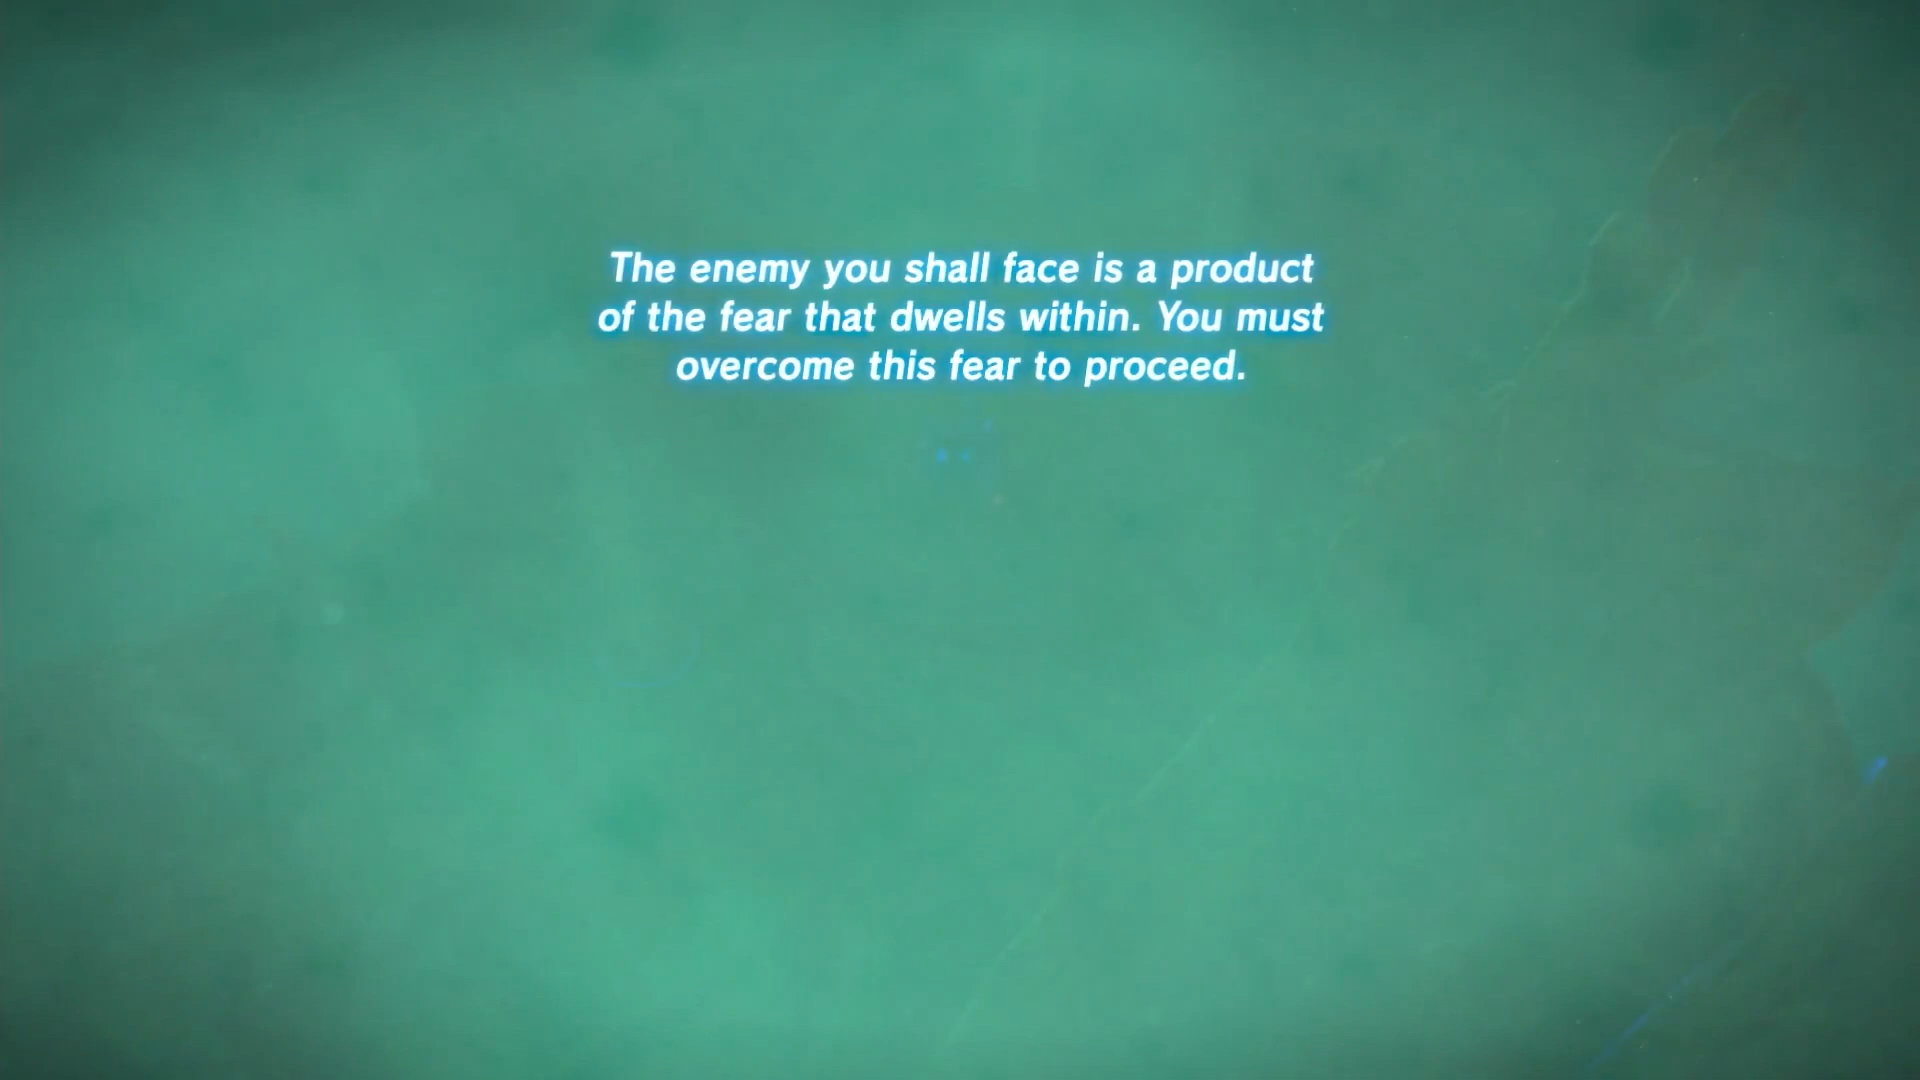 The enemy you shall face is a product
of the fear that dwells within. You must
overcome this fear to proceed.